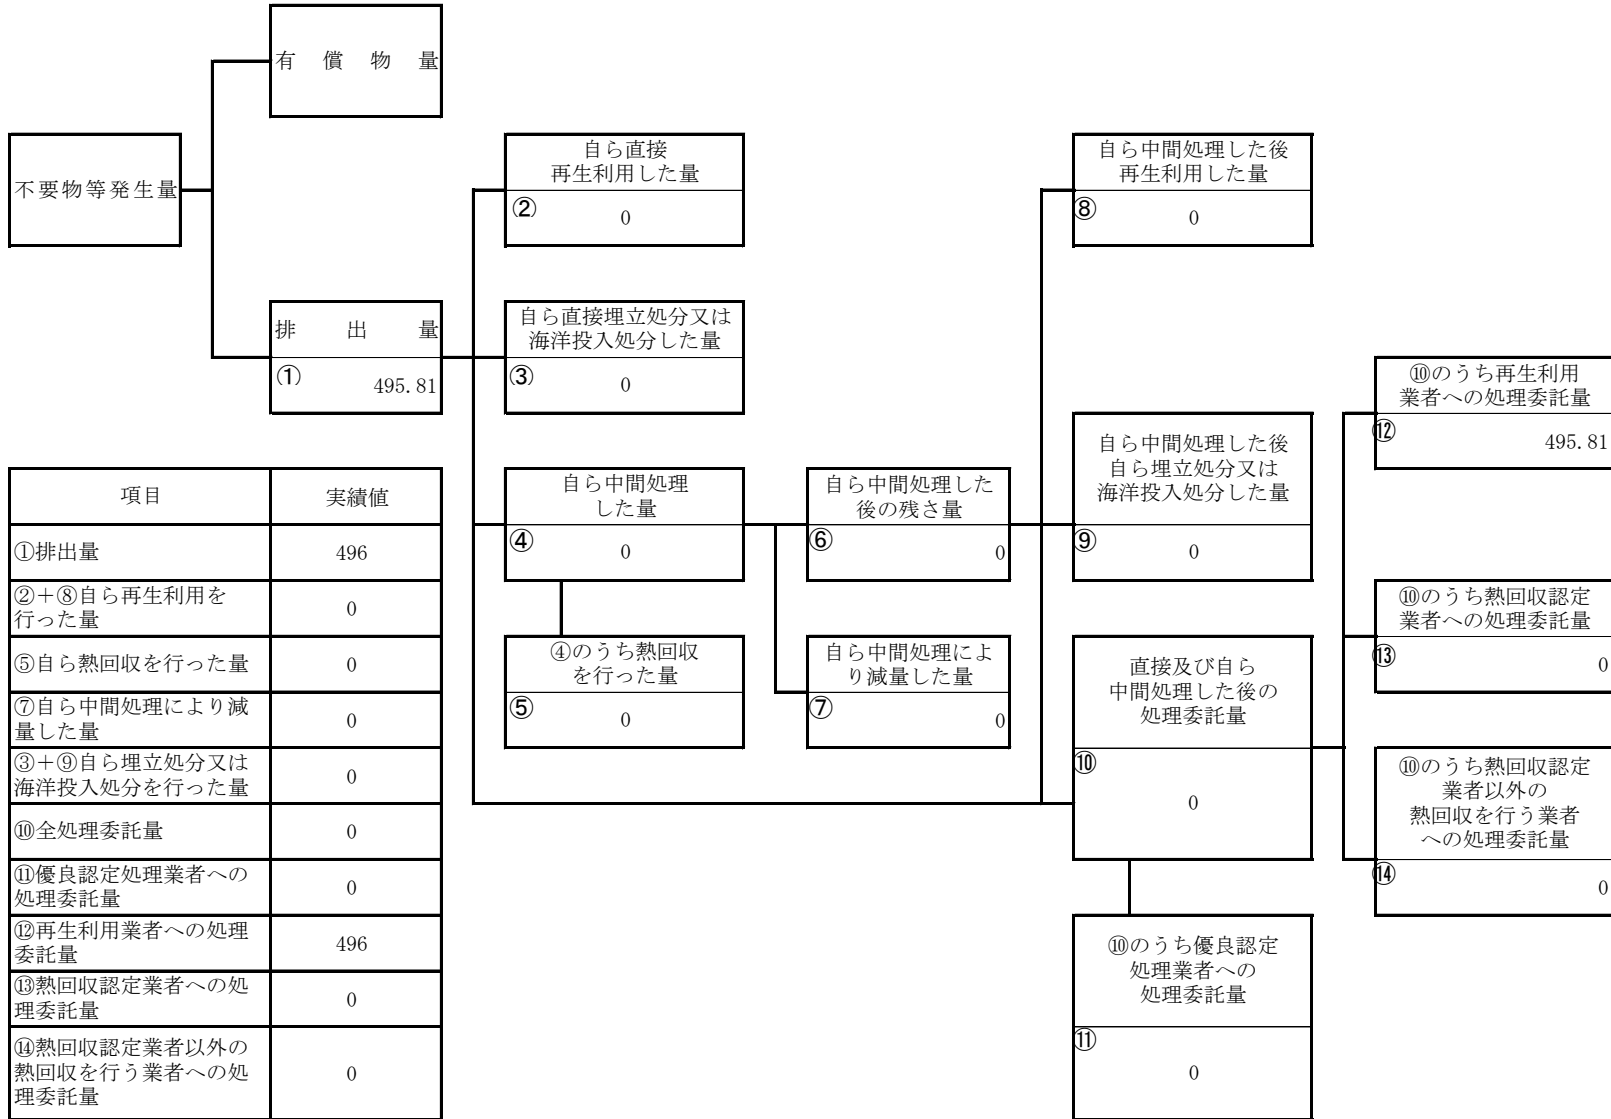 有償物量
不要物等発生量
排出量
① 495.81
自ら直接
再生利用した量
② 0
自ら直接埋立処分又は
海洋投入処分した量
③ 0
自ら中間処理
した量
④ 0
④のうち熱回収
を行った量
⑤ 0
自ら中間処理した
後の残さ量
⑥ 0
自ら中間処理によ
り減量した量
⑦ 0
自ら中間処理した後
再生利用した量
⑧ 0
自ら中間処理した後
自ら埋立処分又は
海洋投入処分した量
⑨ 0
直接及び自ら
中間処理した後の
処理委託量
⑩
0
⑩のうち優良認定
処理業者への
処理委託量
⑪
0
⑩のうち再生利用
業者への処理委託量
⑫ 495.81
⑩のうち熱回収認定
業者への処理委託量
⑬ 0
⑩のうち熱回収認定
業者以外の
熱回収を行う業者
への処理委託量
⑭ 0
項目 実績値
①排出量 496
②+⑧自ら再生利用を
行った量 0
⑤自ら熱回収を行った量 0
⑦自ら中間処理により減
量した量 0
③+⑨自ら埋立処分又は
海洋投入処分を行った量 0
⑩全処理委託量 0
⑪優良認定処理業者への
処理委託量 0
⑫再生利用業者への処理
委託量 496
⑬熱回収認定業者への処
理委託量 0
⑭熱回収認定業者以外の
熱回収を行う業者への処
理委託量 0